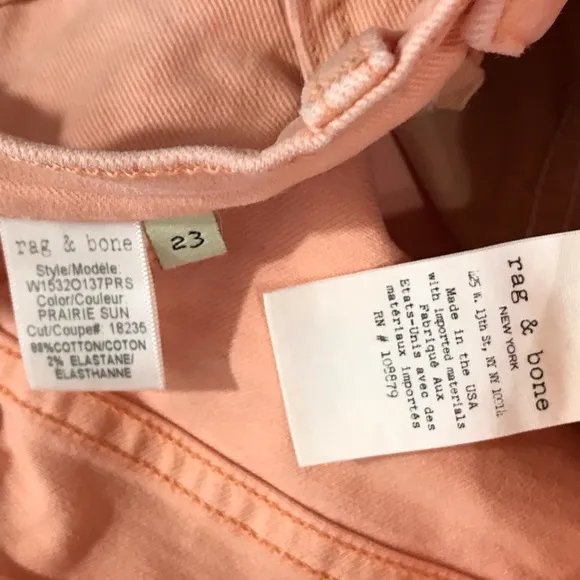 rag & bone
Style/Modèle:
W1532O137PRS
Color/Couleur
PRAIRIE SUN
Cut/Coupe#: 18235
98%COTTON/COTON
2% ELASTANE/
ELASTHANNE
23
rag & bone
NEW YORK
425 W. 13th St, NY NY 10014
Made in the USA
with imported materials
Fabriqué Aux
Etats-Unis avec des
matériaux importés
RN # 109879